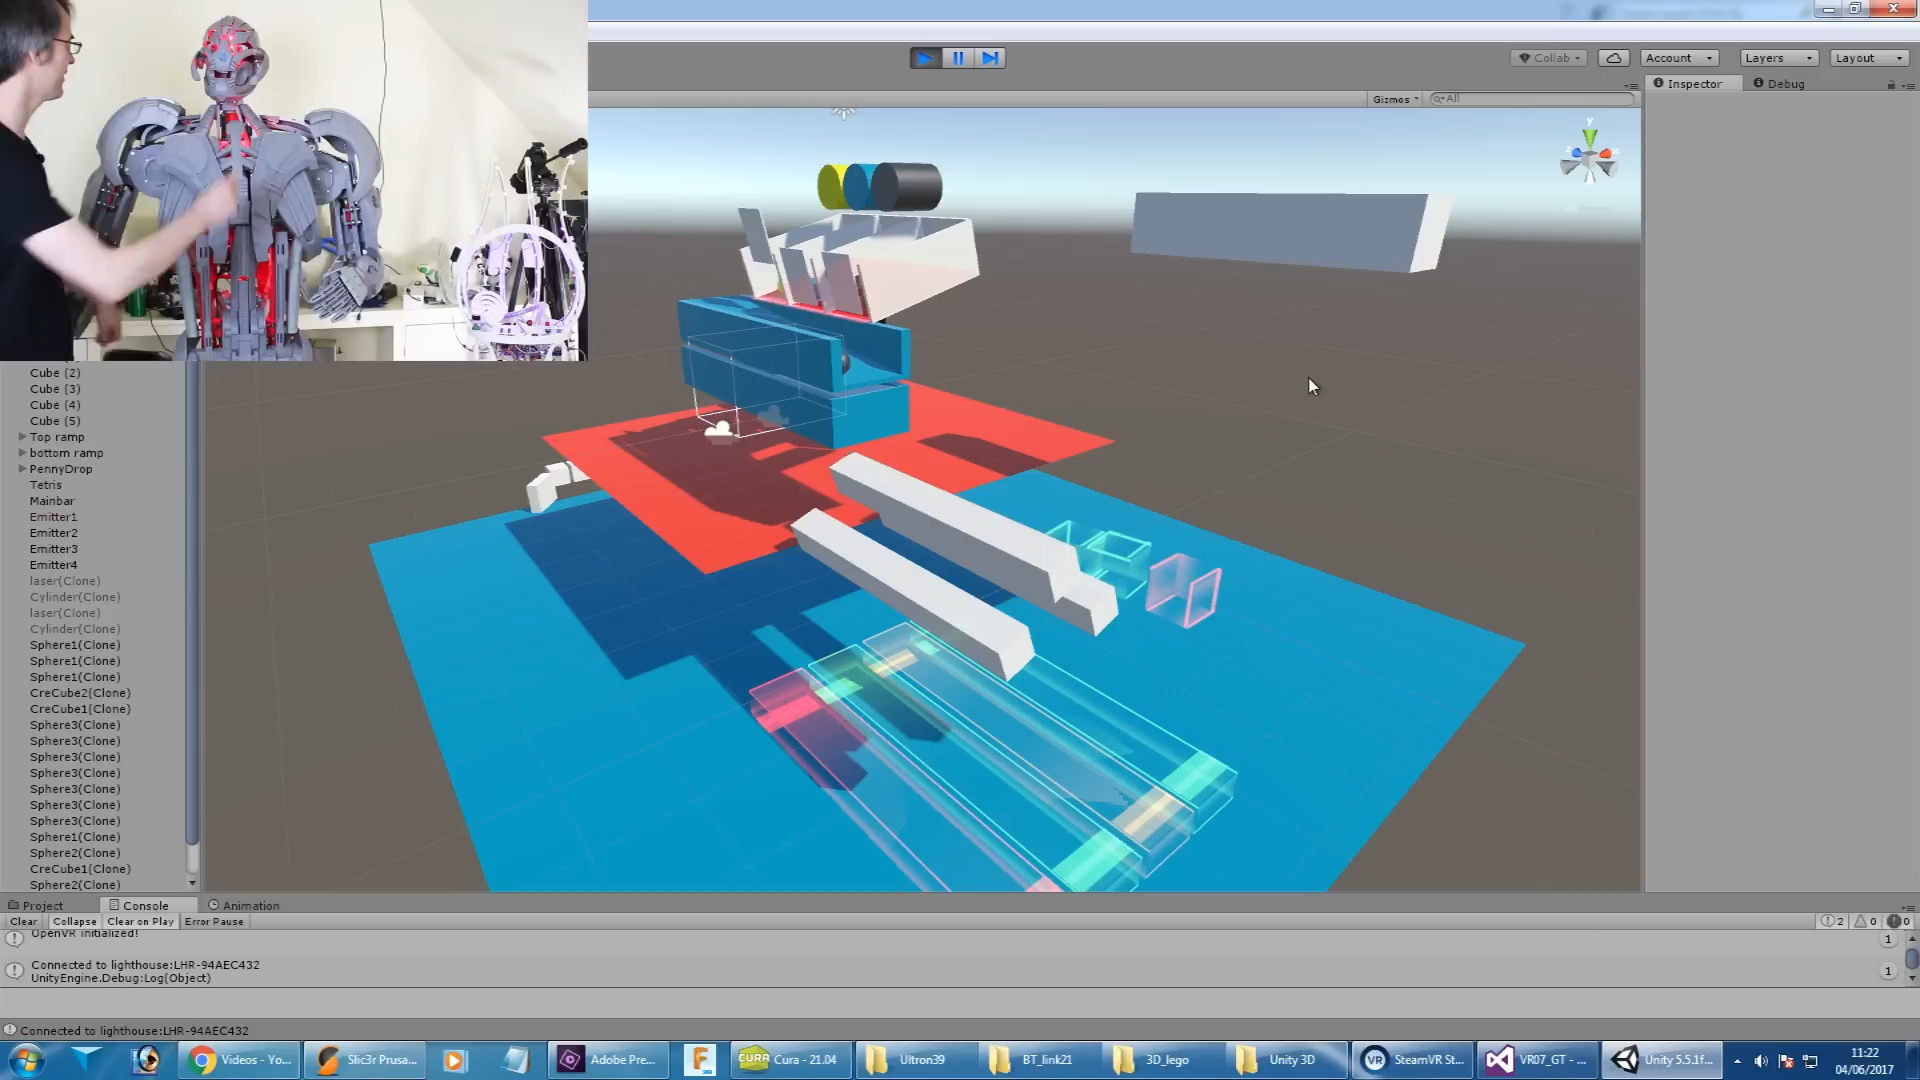 Collab
Account
Layers
Layout
Inspector
Debug
Gizmos
All
y
Cube (2)
Cube (3)
Cube (4)
Cube (5)
Top ramp
bottom ramp
PennyDrop
Tetris
Mainbar
Emitter1
Emitter2
Emitter3
Emitter4
laser(Clone)
Cylinder(Clone)
laser(Clone)
Cylinder(Clone)
Sphere1(Clone)
Sphere1(Clone)
Sphere1(Clone)
CreCube2(Clone)
CreCube1(Clone)
Sphere3(Clone)
Sphere3(Clone)
Sphere3(Clone)
Sphere3(Clone)
Sphere3(Clone)
Sphere3(Clone)
Sphere3(Clone)
Sphere1(Clone)
Sphere2(Clone)
CreCube1(Clone)
Sphere2(Clone)
Project
Console
Animation
Clear
Collapse
Clear on Play
Error Pause
2
0
0
OpenVR initialized!
1
Connected to lighthouse:LHR-94AEC432
UnityEngine.Debug:Log(Object)
1
Connected to lighthouse:LHR-94AEC432
Videos - Yo...
Slic3r Prusa...
Adobe Pre...
CURA
Cura - 21.04
Ultron39
BT_link21
3D_lego
Unity 3D
VR
SteamVR St...
VR07_GT - ...
Unity 5.5.1f...
11:22
04/06/2017